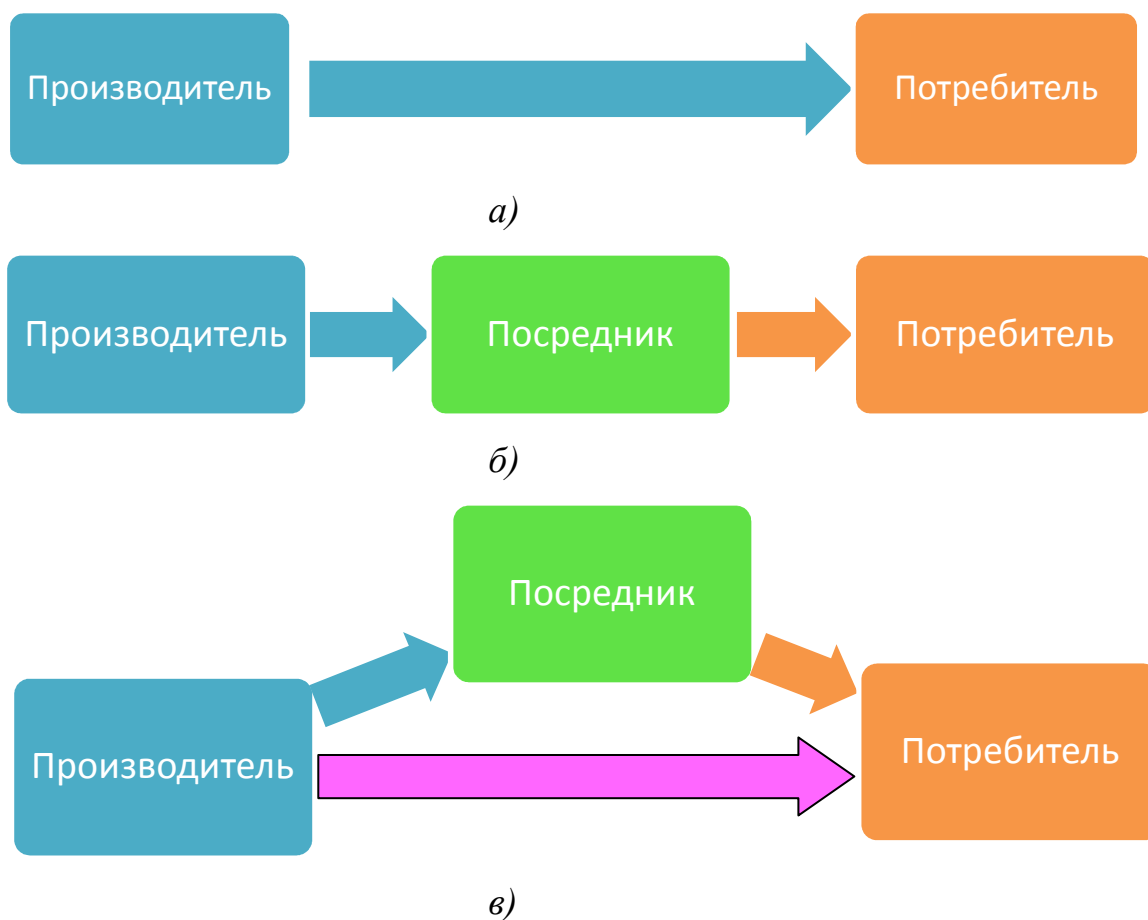 Производитель
Потребитель
а)
Производитель
Посредник
Потребитель
б)
Посредник
Производитель
Потребитель
в)